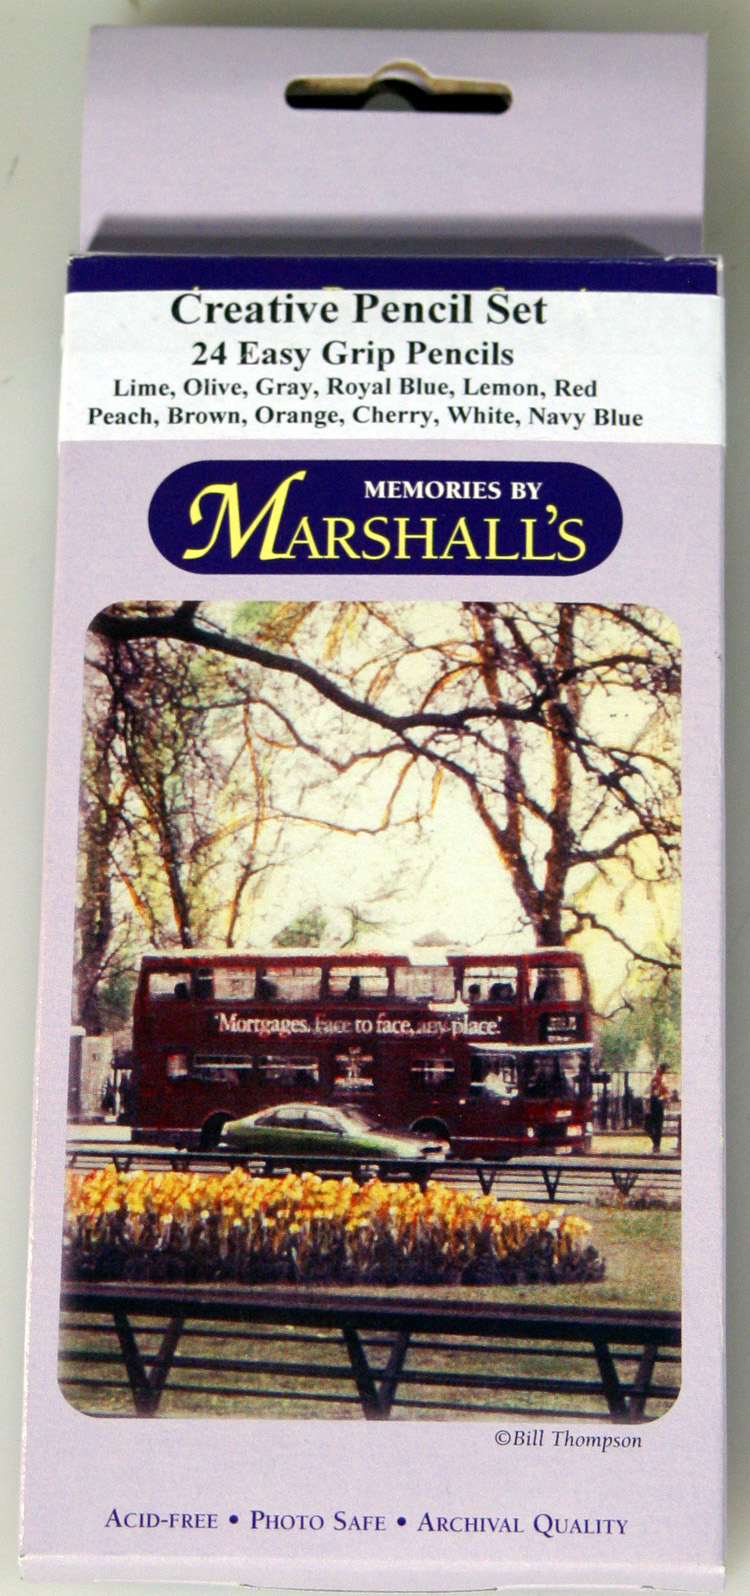 Creative Pencil Set
24 Easy Grip Pencils
Lime, Olive, Gray, Royal Blue, Lemon, Red
Peach, Brown, Orange, Cherry, White, Navy Blue
MEMORIES BY
MARSHALL'S
'Mortgages. Face to face, any place.'
©Bill Thompson
ACID-FREE • PHOTO SAFE • ARCHIVAL QUALITY